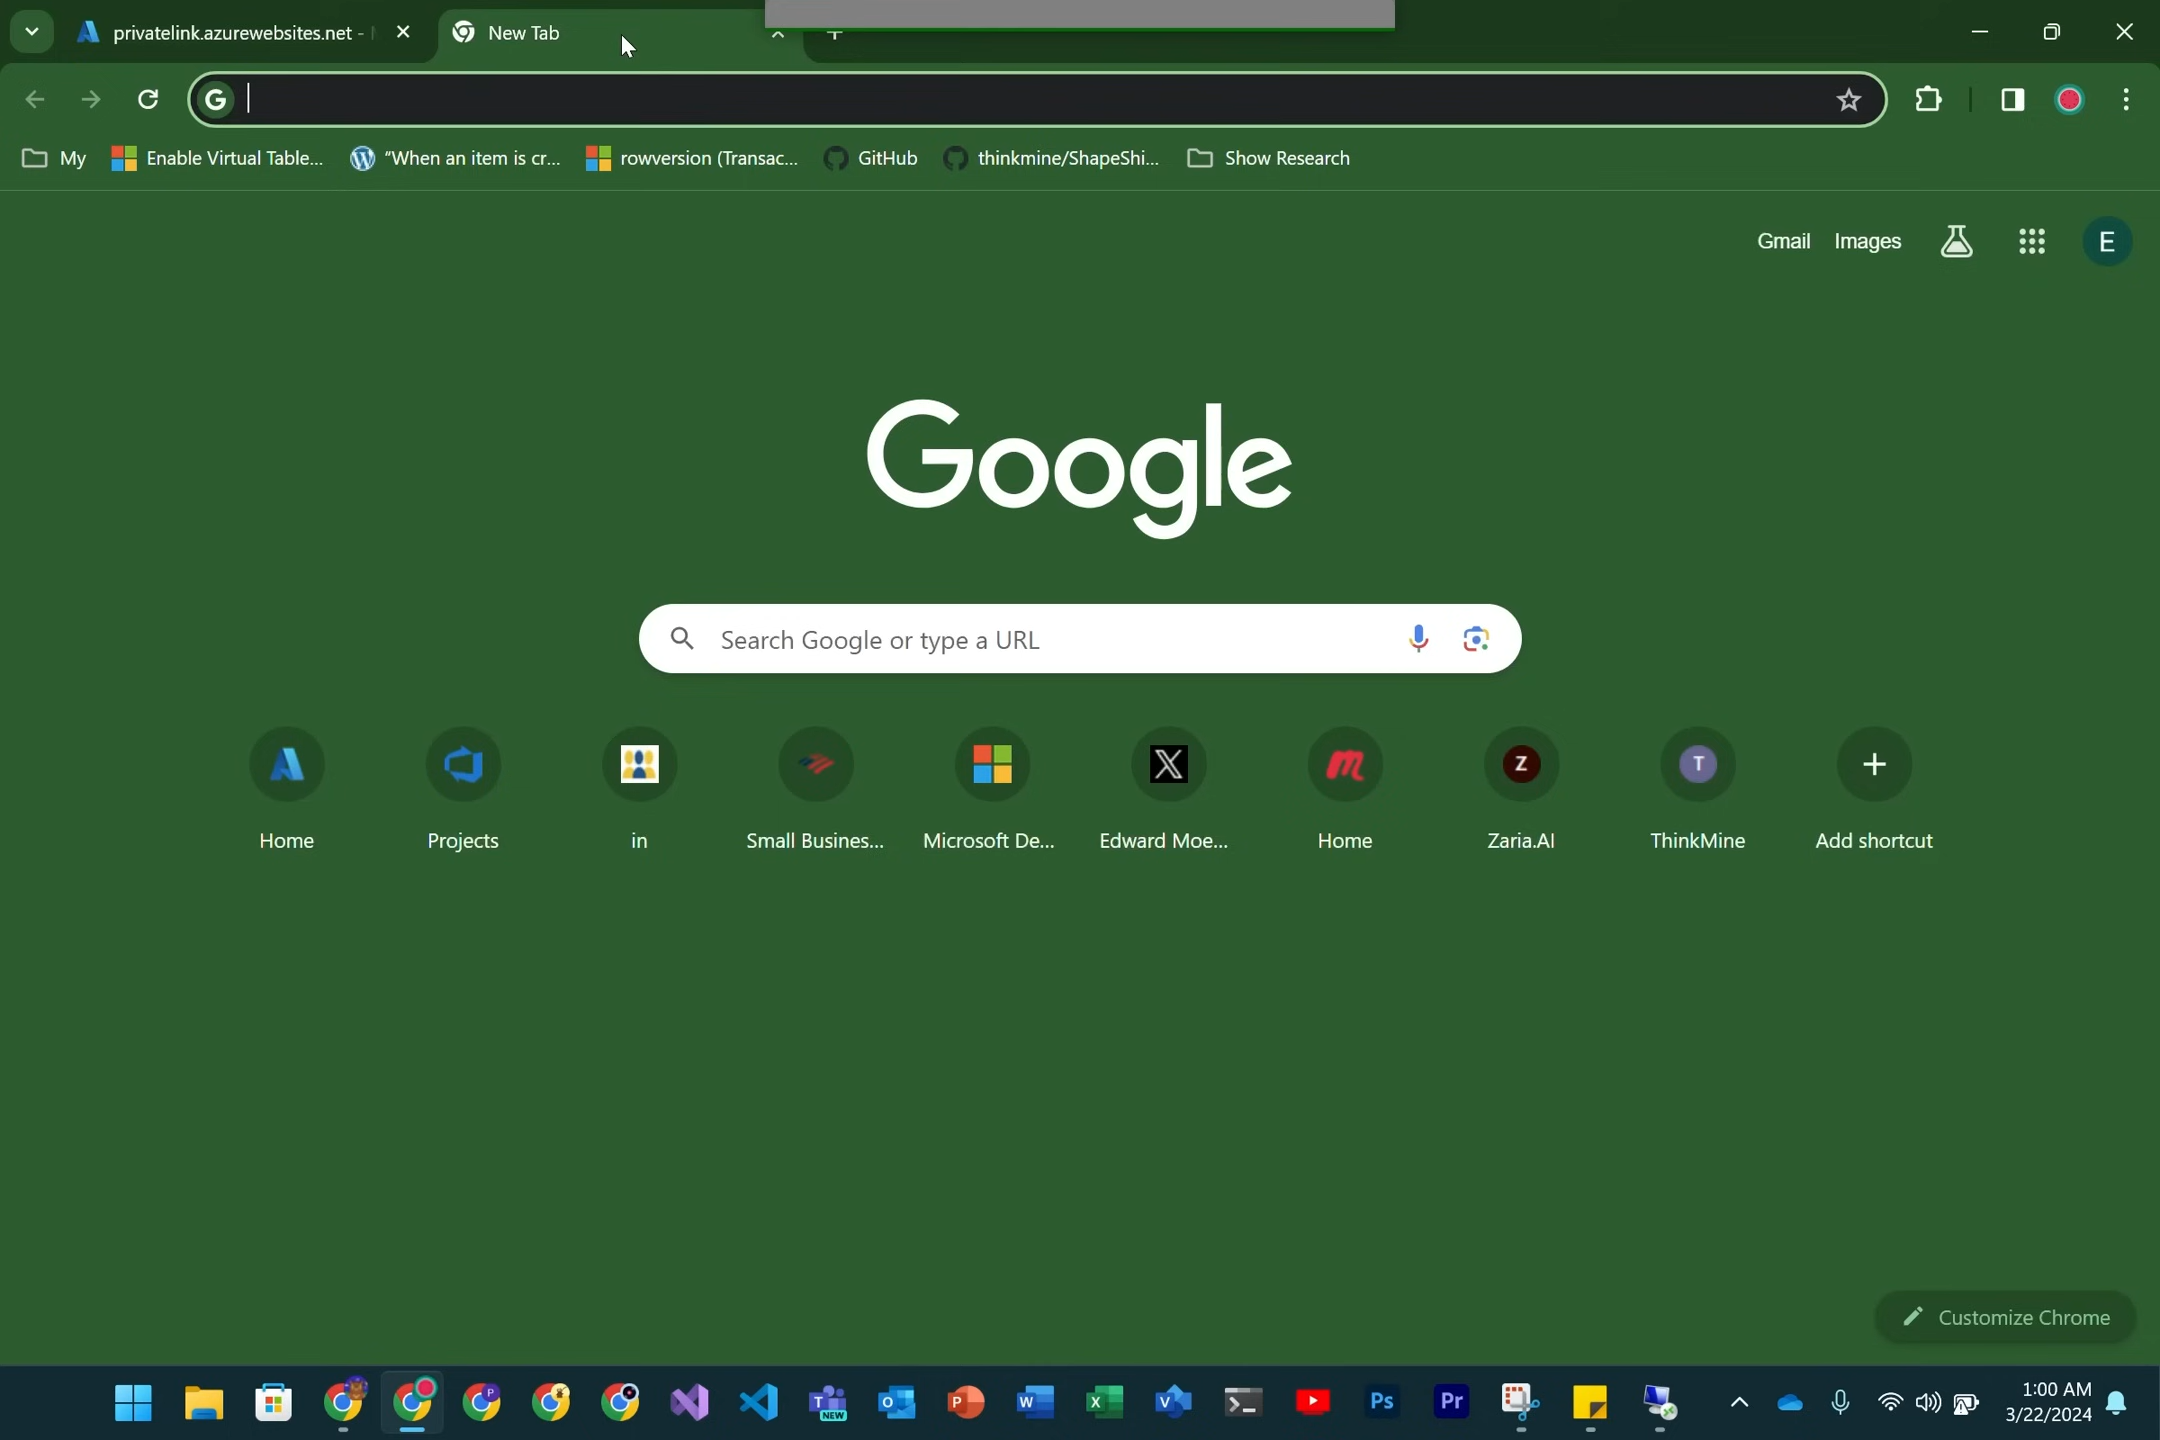 privatelink.azurewebsites.net -
New Tab
My
Enable Virtual Table...
"When an item is cr...
rowversion (Transac...
GitHub
thinkmine/ShapeShi...
Show Research
Gmail
Images
E
Google
Search Google or type a URL
Home
Projects
in
Small Busines...
Microsoft De...
Edward Moe...
Home
Z
Zaria.AI
T
ThinkMine
Add shortcut
Customize Chrome
1:00 AM
3/22/2024